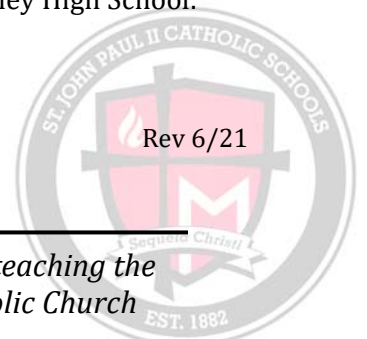 ley High School.
ST. JOHN PAUL II CATHOLIC SCHOOLS
Rev 6/21
M
Sequela Christi
teaching the
olic Church
EST. 1882